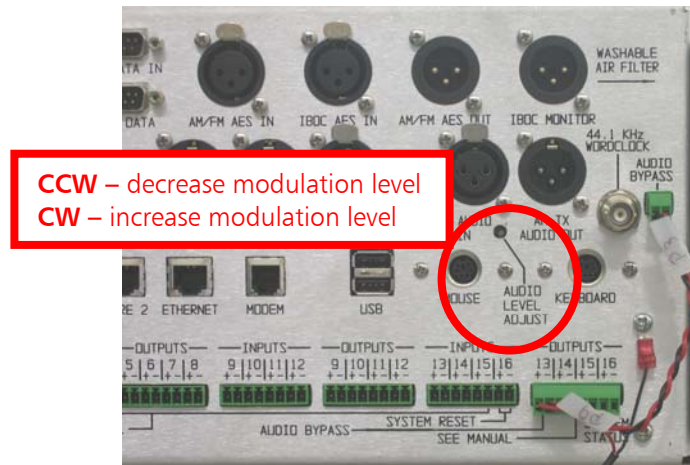 WASHABLE
AIR FILTER
ATA IN
DATA
AM/FM AES IN
IBOC AES IN
AM/FM AES OUT
IBOC MONITOR
44.1 KHz
WORDCLOCK
AUDIO
BYPASS
CCW – decrease modulation level
CW – increase modulation level
AUDIO
IN
TX
AUDIO OUT
RE 2
ETHERNET
MODEM
USB
MOUSE
AUDIO
LEVEL
ADJUST
KEYBOARD
OUTPUTS
INPUTS
OUTPUTS
INPUTS
OUTPUTS
5|6|7|8
9|10|11|12
9|10|11|12
13|14|15|16
13|14|15|16
+-|+-|+-|+-
+-|+-|+-|+-
+-|+-|+-|+-
+-|+-|+-|+-
AUDIO BYPASS
SYSTEM RESET
SEE MANUAL
STATUS